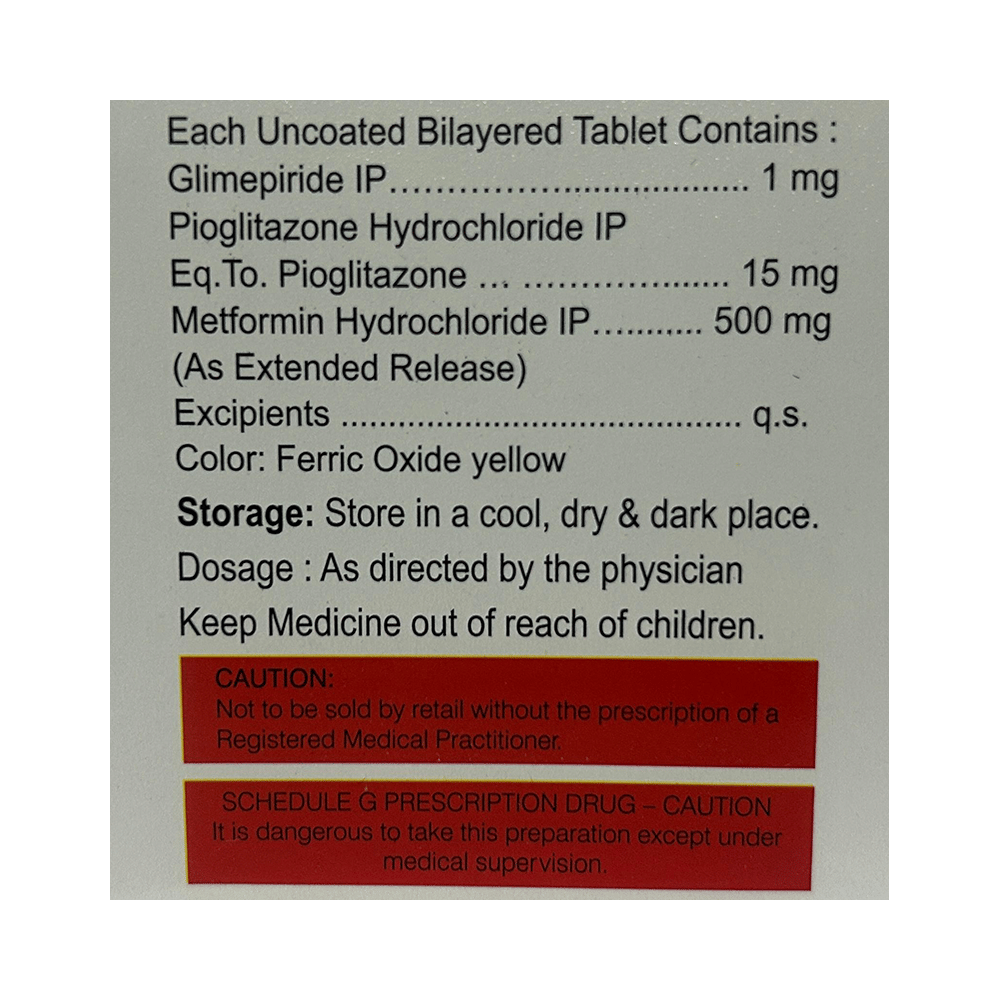 Each Uncoated Bilayered Tablet Contains :
Glimepiride IP................................... 1 mg
Pioglitazone Hydrochloride IP
Eq.To. Pioglitazone ... ...................... 15 mg
Metformin Hydrochloride IP........... 500 mg
(As Extended Release)
Excipients .......................................... q.s.
Color: Ferric Oxide yellow
Storage: Store in a cool, dry & dark place.
Dosage : As directed by the physician
Keep Medicine out of reach of children.
CAUTION:
Not to be sold by retail without the prescription of a
Registered Medical Practitioner.
SCHEDULE G PRESCRIPTION DRUG – CAUTION
It is dangerous to take this preparation except under
medical supervision.